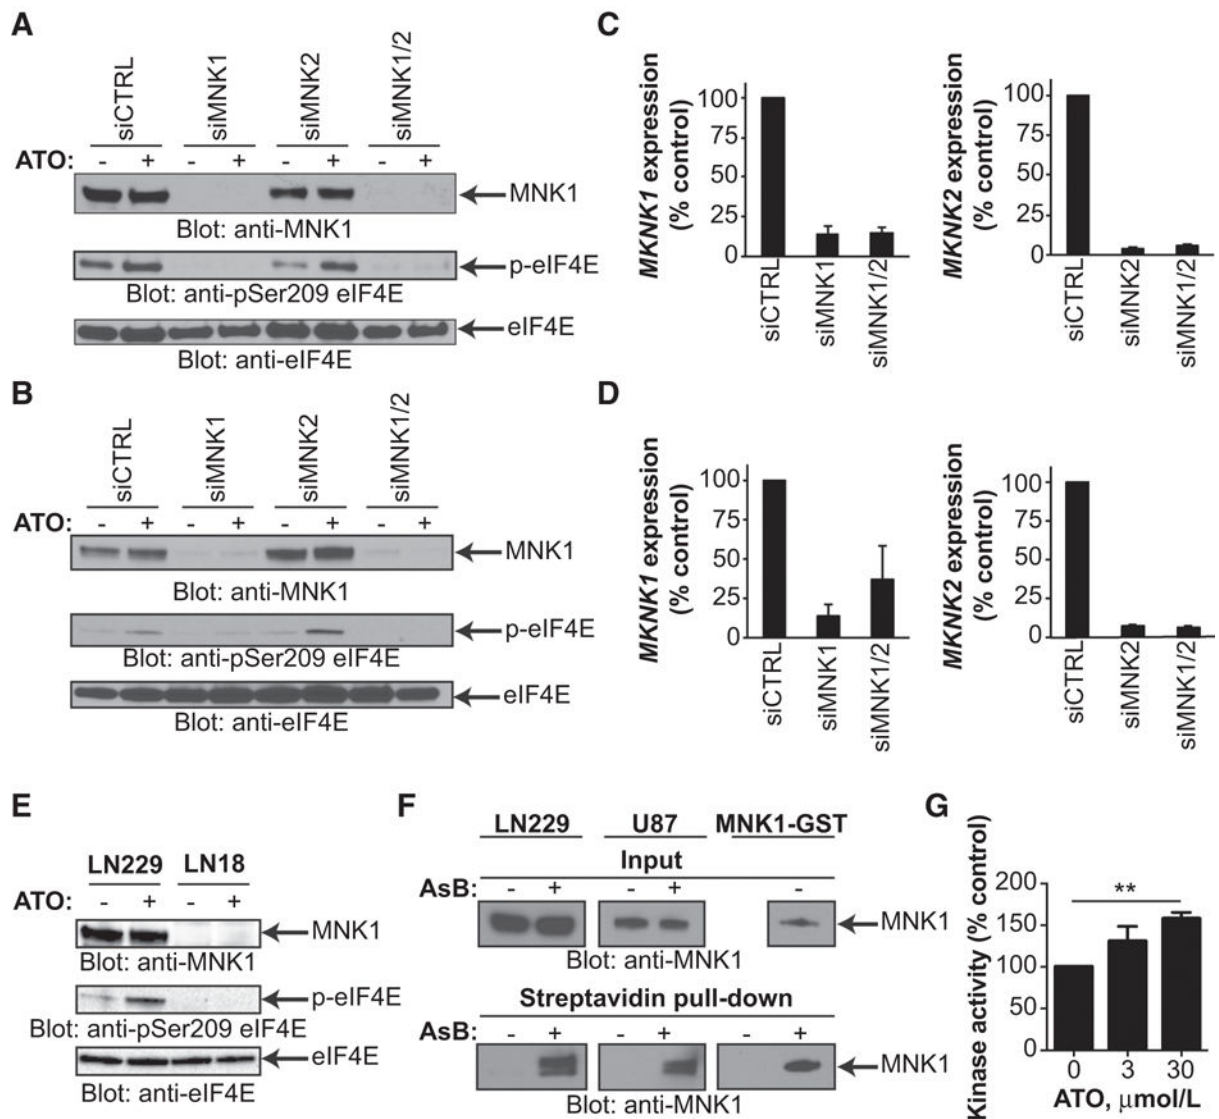 A
siCTRL
siMNK1
siMNK2
siMNK1/2
ATO: - + - + - + - +
MNK1
Blot: anti-MNK1
p-eIF4E
Blot: anti-pSer209 eIF4E
eIF4E
Blot: anti-eIF4E
B
siCTRL
siMNK1
siMNK2
siMNK1/2
ATO: - + - + - + - +
MNK1
Blot: anti-MNK1
p-eIF4E
Blot: anti-pSer209 eIF4E
eIF4E
Blot: anti-eIF4E
C
MKNK1 expression
(% control)
100
75
50
25
0
siCTRL
siMNK1
siMNK1/2
MKNK2 expression
(% control)
100
75
50
25
0
siCTRL
siMNK2
siMNK1/2
D
MKNK1 expression
(% control)
100
75
50
25
0
siCTRL
siMNK1
siMNK1/2
MKNK2 expression
(% control)
100
75
50
25
0
siCTRL
siMNK2
siMNK1/2
E
LN229 LN18
ATO: - + - +
MNK1
Blot: anti-MNK1
p-eIF4E
Blot: anti-pSer209 eIF4E
eIF4E
Blot: anti-eIF4E
F
LN229 U87 MNK1-GST
Input
AsB: - + - + -
MNK1
Blot: anti-MNK1
Streptavidin pull-down
AsB: - + - + - +
MNK1
Blot: anti-MNK1
G
Kinase activity (% control)
200
150
100
50
0
**
0 3 30
ATO, μmol/L